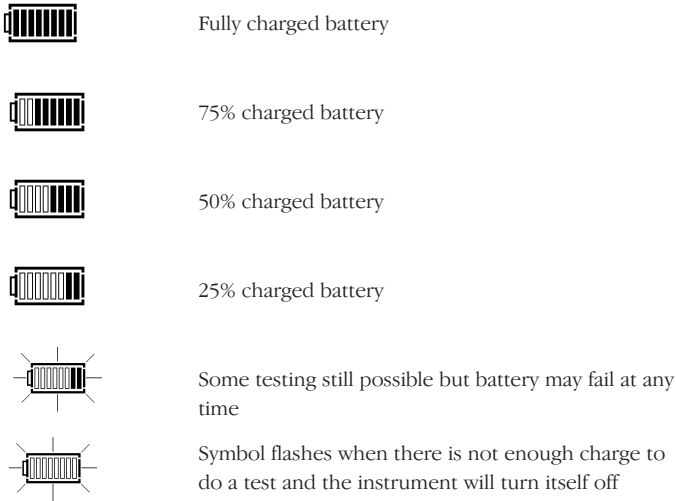 Fully charged battery
75% charged battery
50% charged battery
25% charged battery
Some testing still possible but battery may fail at any
time
Symbol flashes when there is not enough charge to
do a test and the instrument will turn itself off